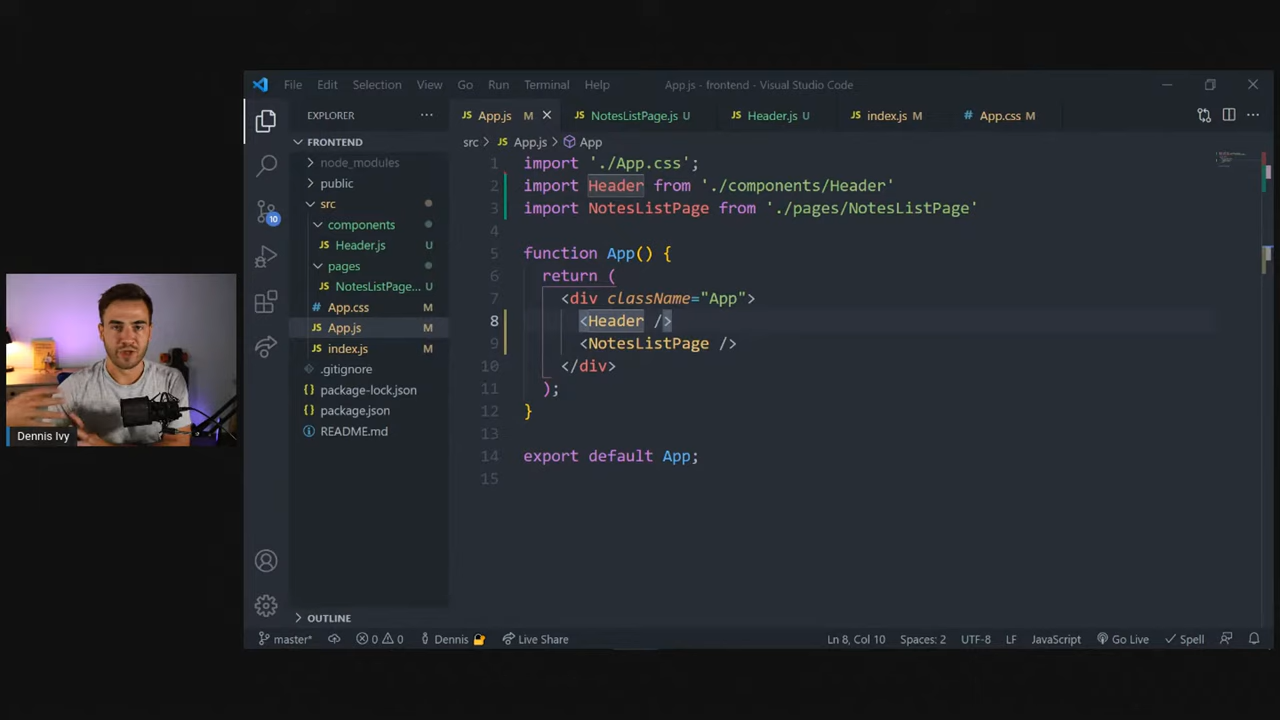 File Edit Selection View Go Run Terminal Help App.js - frontend - Visual Studio Code
EXPLORER ...
FRONTEND
node_modules
public
src
components
JS Header.js U
pages
JS NotesListPage... U
# App.css M
JS App.js M
JS index.js M
.gitignore
{} package-lock.json
{} package.json
README.md
OUTLINE
10
JS App.js M
JS NotesListPage.js U
JS Header.js U
JS index.js M
# App.css M
src > JS App.js > App
1 import './App.css';
2 import Header from './components/Header'
3 import NotesListPage from './pages/NotesListPage'
4
5 function App() {
6 return (
7 <div className="App">
8 <Header />
9 <NotesListPage />
10 </div>
11 );
12 }
13
14 export default App;
15
Dennis Ivy
master* 0 0 Dennis Live Share Ln 8, Col 10 Spaces: 2 UTF-8 LF JavaScript Go Live Spell